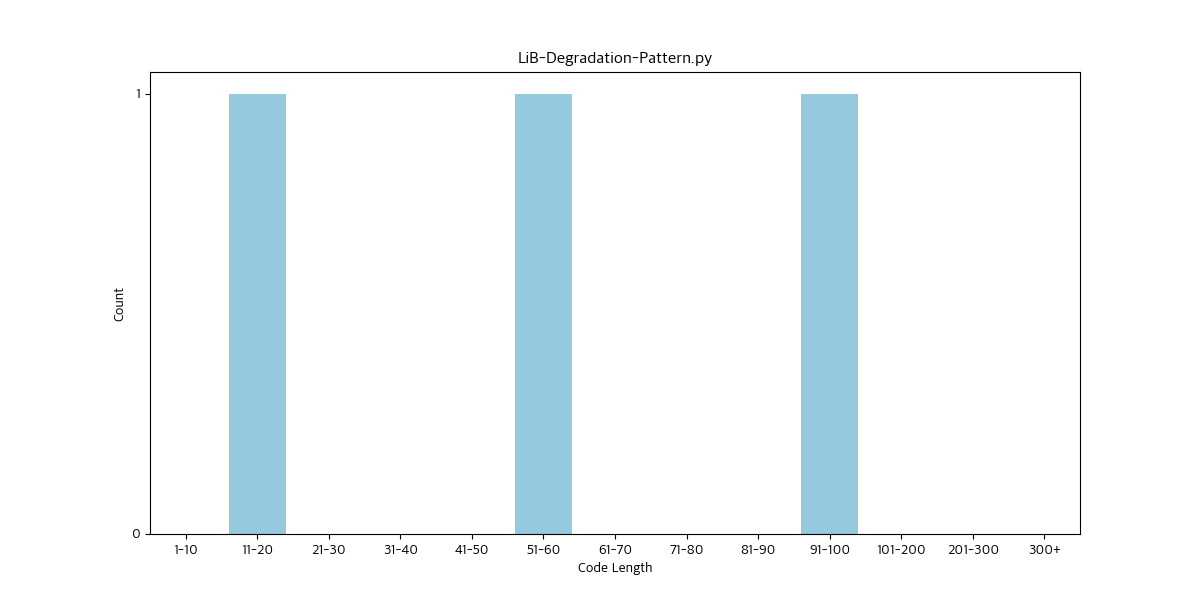 LiB-Degradation-Pattern.py
1
Count
0
1-10 11-20 21-30 31-40 41-50 51-60 61-70 71-80 81-90 91-100 101-200 201-300 300+
Code Length